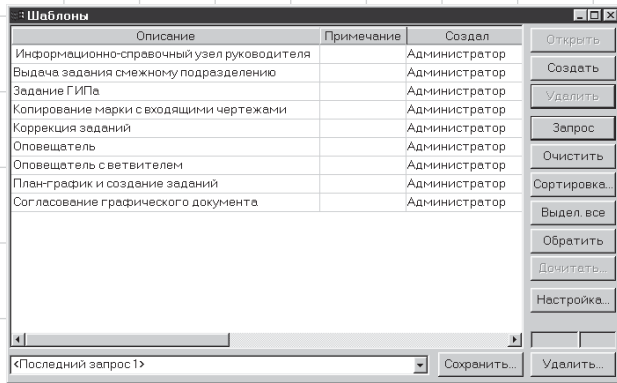 Шаблоны
Описание Примечание Создал
Информационно-справочный узел руководителя Администратор
Выдача задания смежному подразделению Администратор
Задание ГИПа Администратор
Копирование марки с входящими чертежами Администратор
Коррекция заданий Администратор
Оповещатель Администратор
Оповещатель с ветвителем Администратор
План-график и создание заданий Администратор
Согласование графического документа Администратор
Открыть
Создать
Удалить
Запрос
Очистить
Сортировка...
Выдел. все
Обратить
Дочитать...
Настройка...
<Последний запрос 1> Сохранить... Удалить...